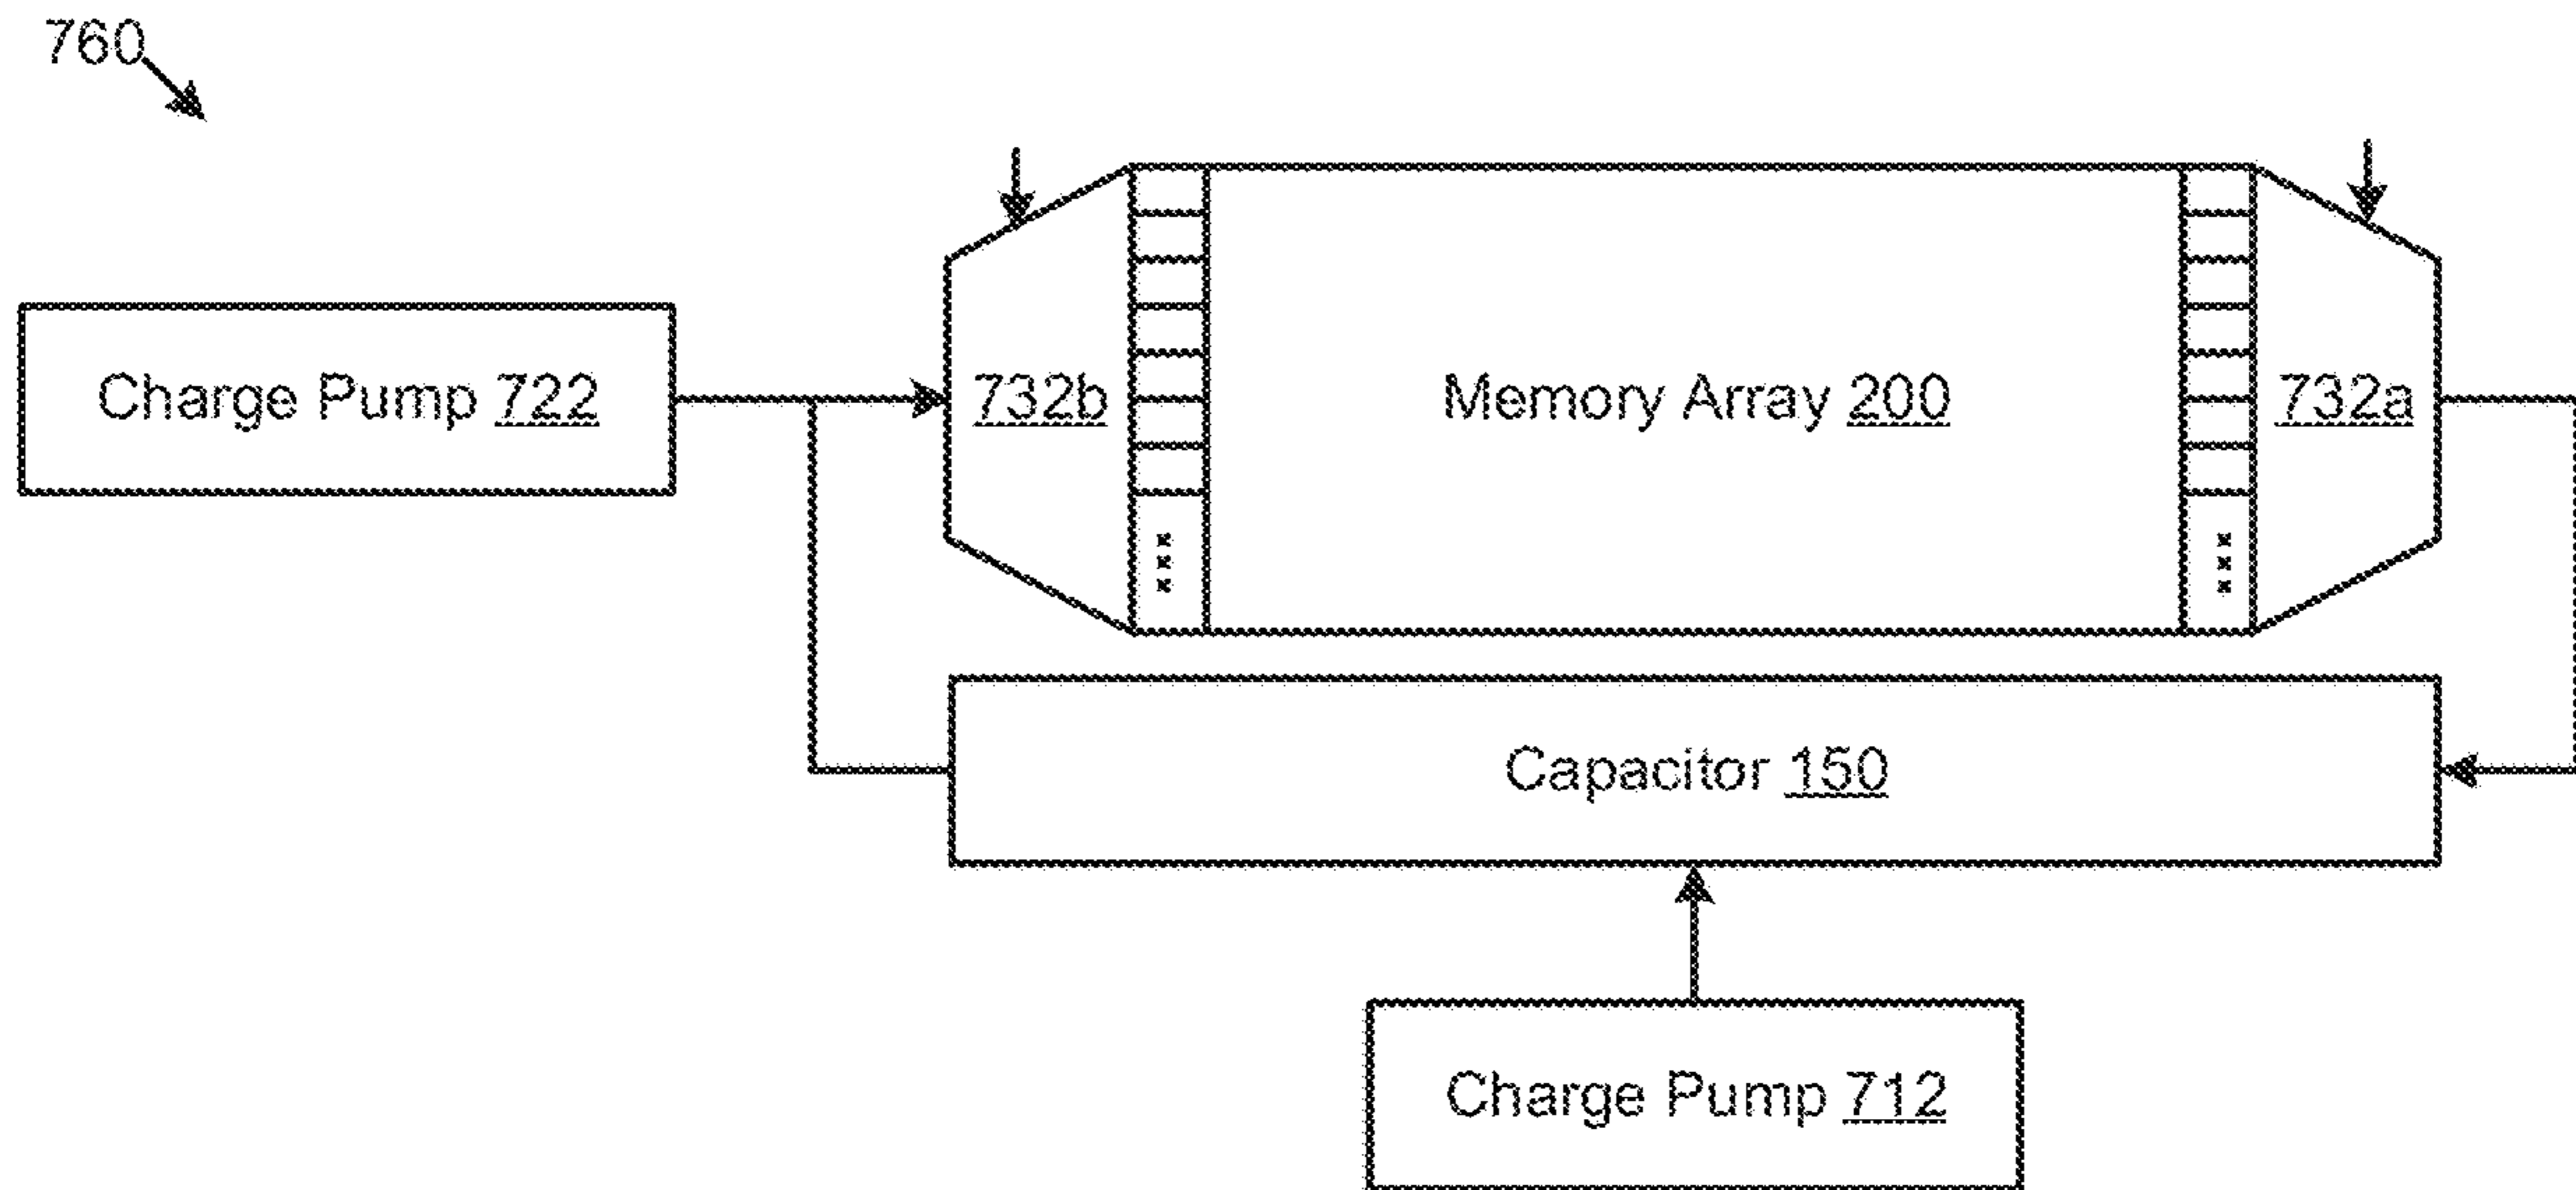 760
Charge Pump 722
732b
Memory Array 200
732a
Capacitor 150
Charge Pump 712